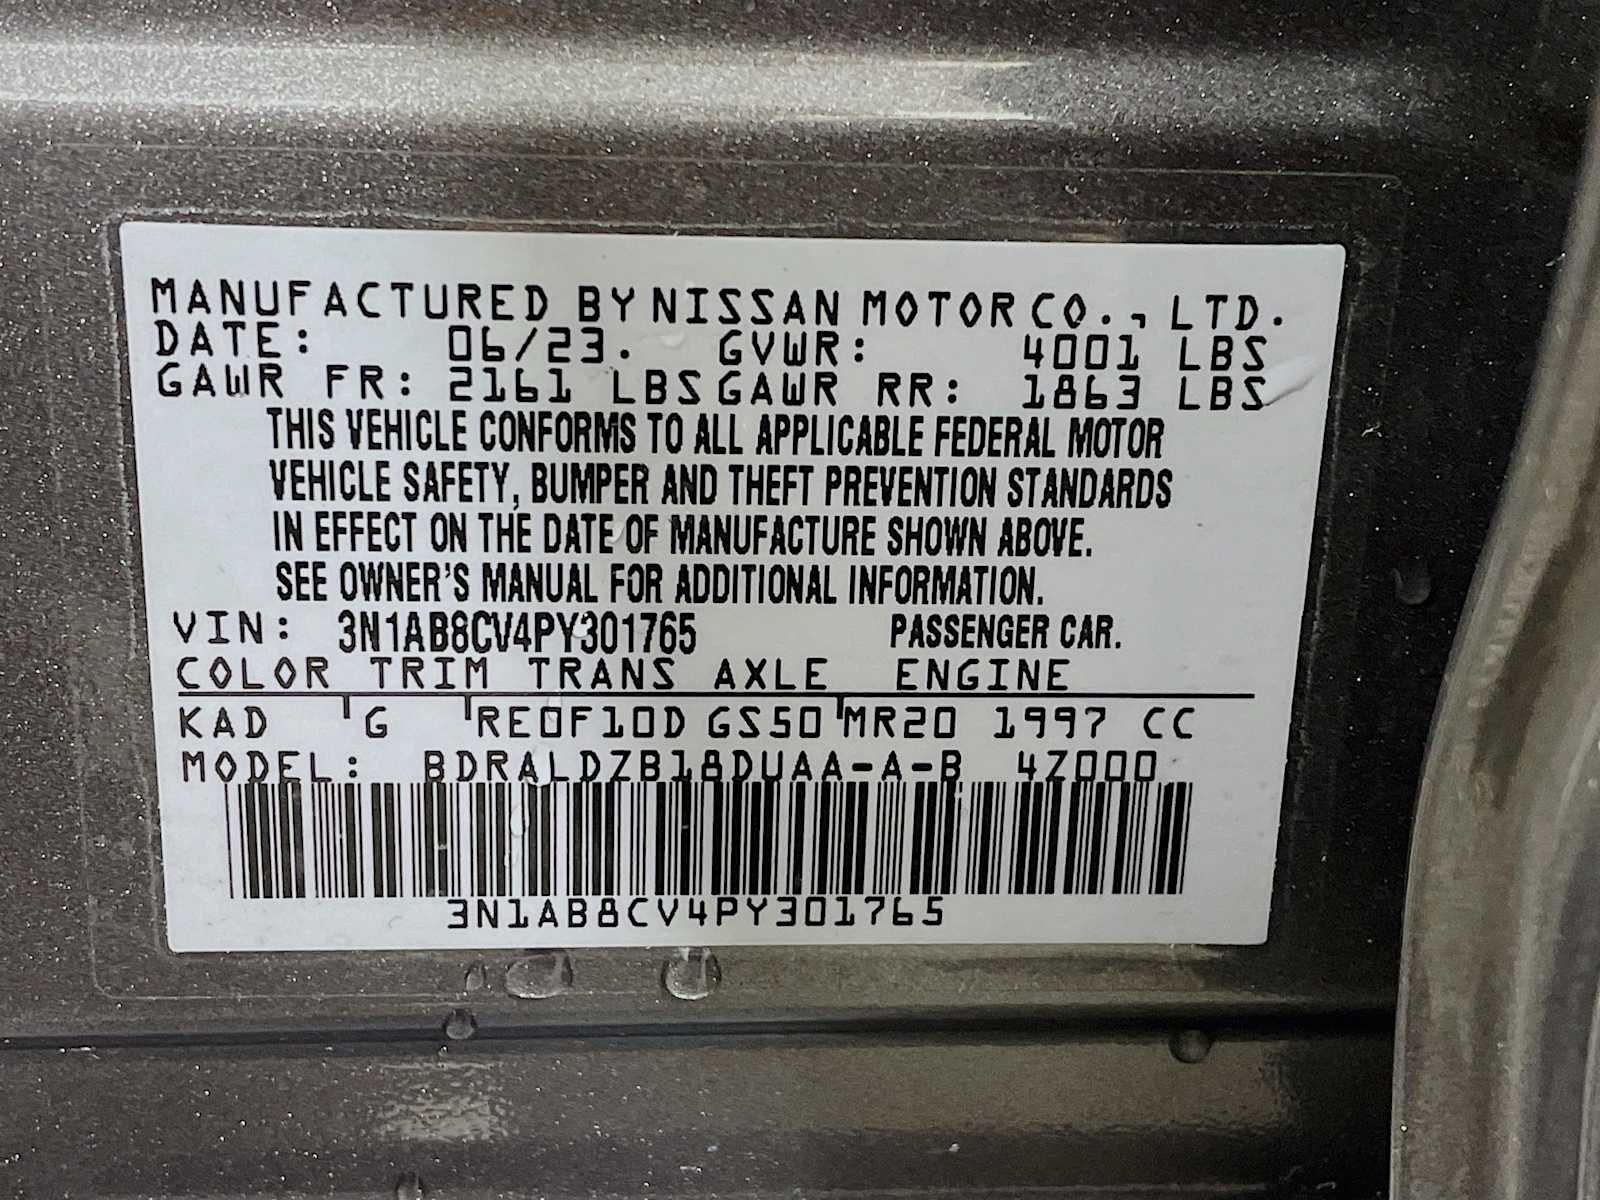 MANUFACTURED BY NISSAN MOTOR CO., LTD.
DATE: 06/23. GVWR: 4001 LBS
GAWR FR: 2161 LBS GAWR RR: 1863 LBS
THIS VEHICLE CONFORMS TO ALL APPLICABLE FEDERAL MOTOR
VEHICLE SAFETY, BUMPER AND THEFT PREVENTION STANDARDS
IN EFFECT ON THE DATE OF MANUFACTURE SHOWN ABOVE.
SEE OWNER'S MANUAL FOR ADDITIONAL INFORMATION.
VIN: 3N1AB8CV4PY301765 PASSENGER CAR.
COLOR TRIM TRANS AXLE ENGINE
KAD G RE0F10D GS50 MR20 1997 CC
MODEL: BDRALDZB18DUAA-A-B 4Z000
3N1AB8CV4PY301765